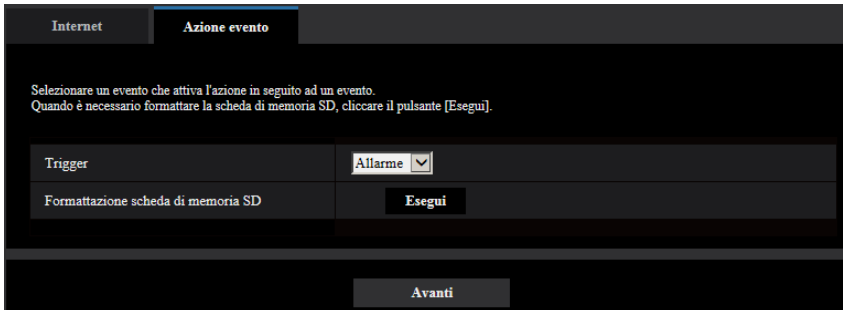 Internet
Azione evento
Selezionare un evento che attiva l'azione in seguito ad un evento.
Quando è necessario formattare la scheda di memoria SD, cliccare il pulsante [Esegui].
Trigger
Allarme
Formattazione scheda di memoria SD
Esegui
Avanti